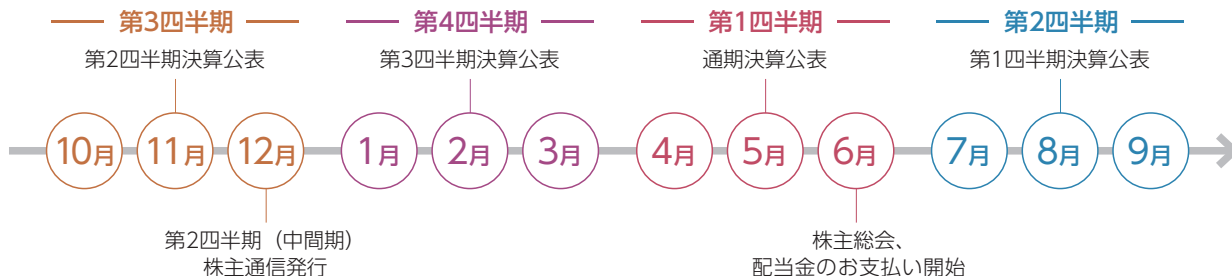 第3四半期
第4四半期
第1四半期
第2四半期
第2四半期決算公表
第3四半期決算公表
通期決算公表
第1四半期決算公表
10月
11月
12月
1月
2月
3月
4月
5月
6月
7月
8月
9月
第2四半期（中間期）
株主通信発行
株主総会、
配当金のお支払い開始